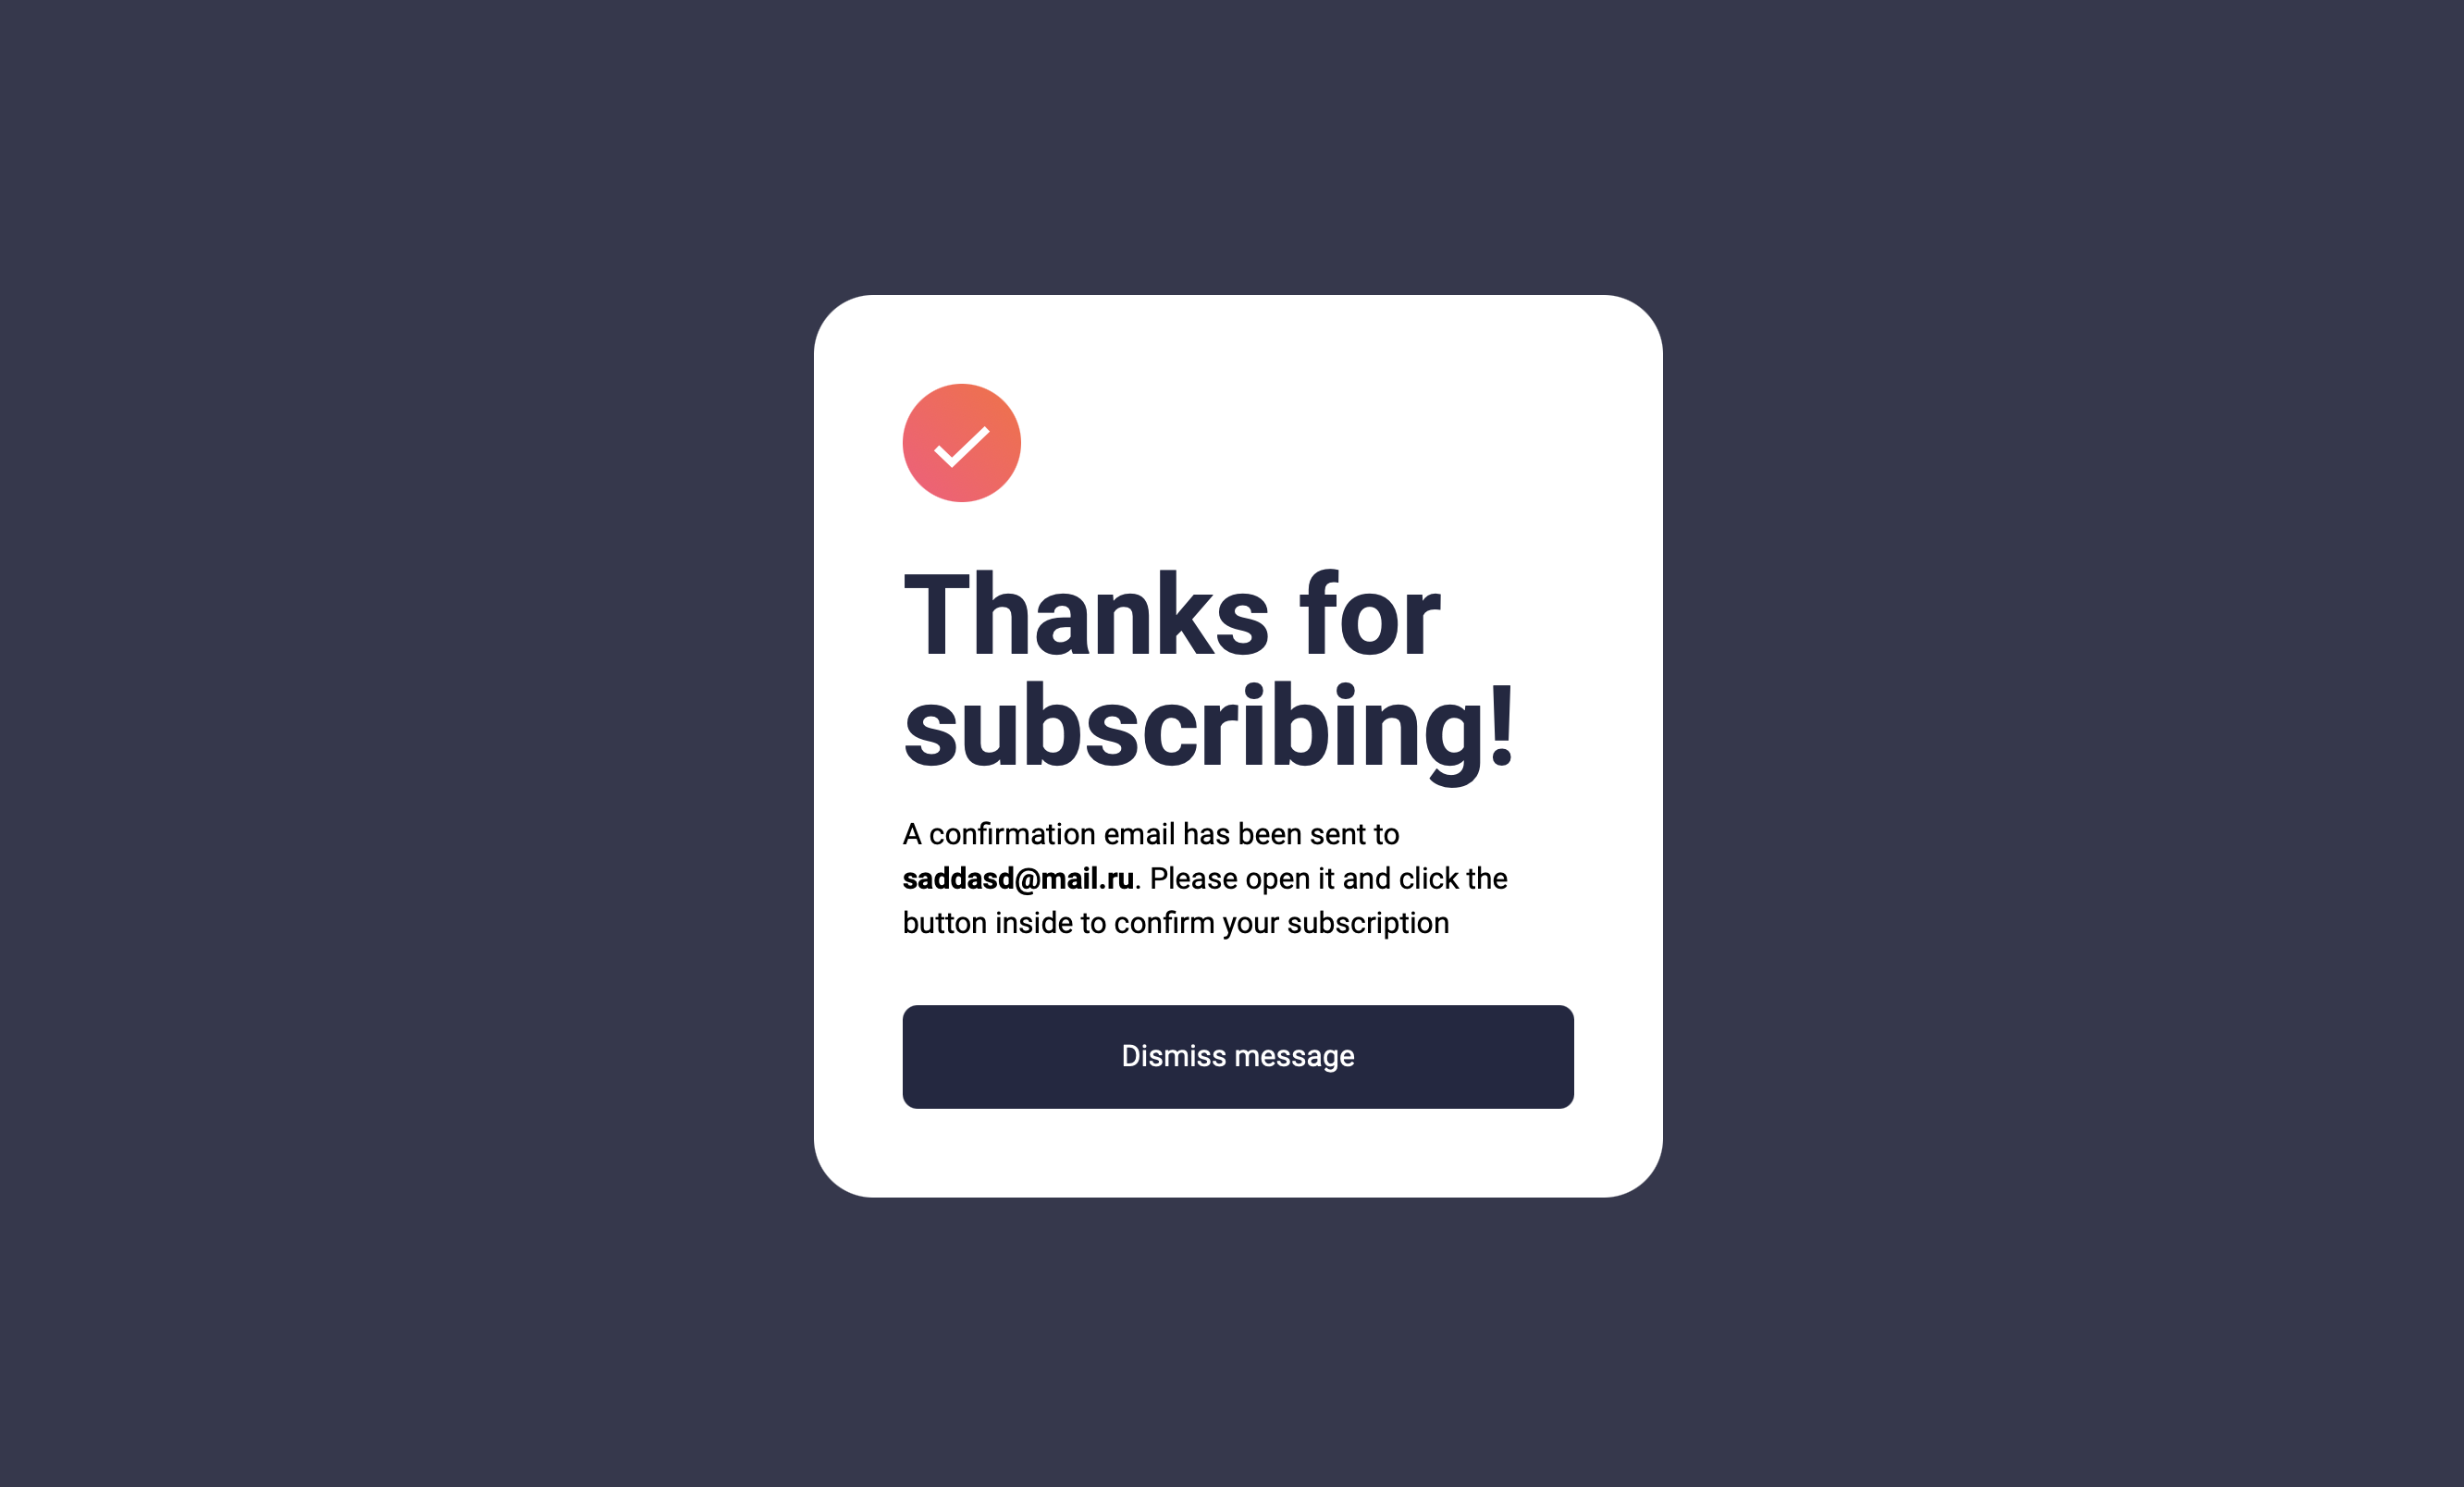 Thanks for
subscribing!
A confirmation email has been sent to
saddasd@mail.ru. Please open it and click the
button inside to confirm your subscription
Dismiss message